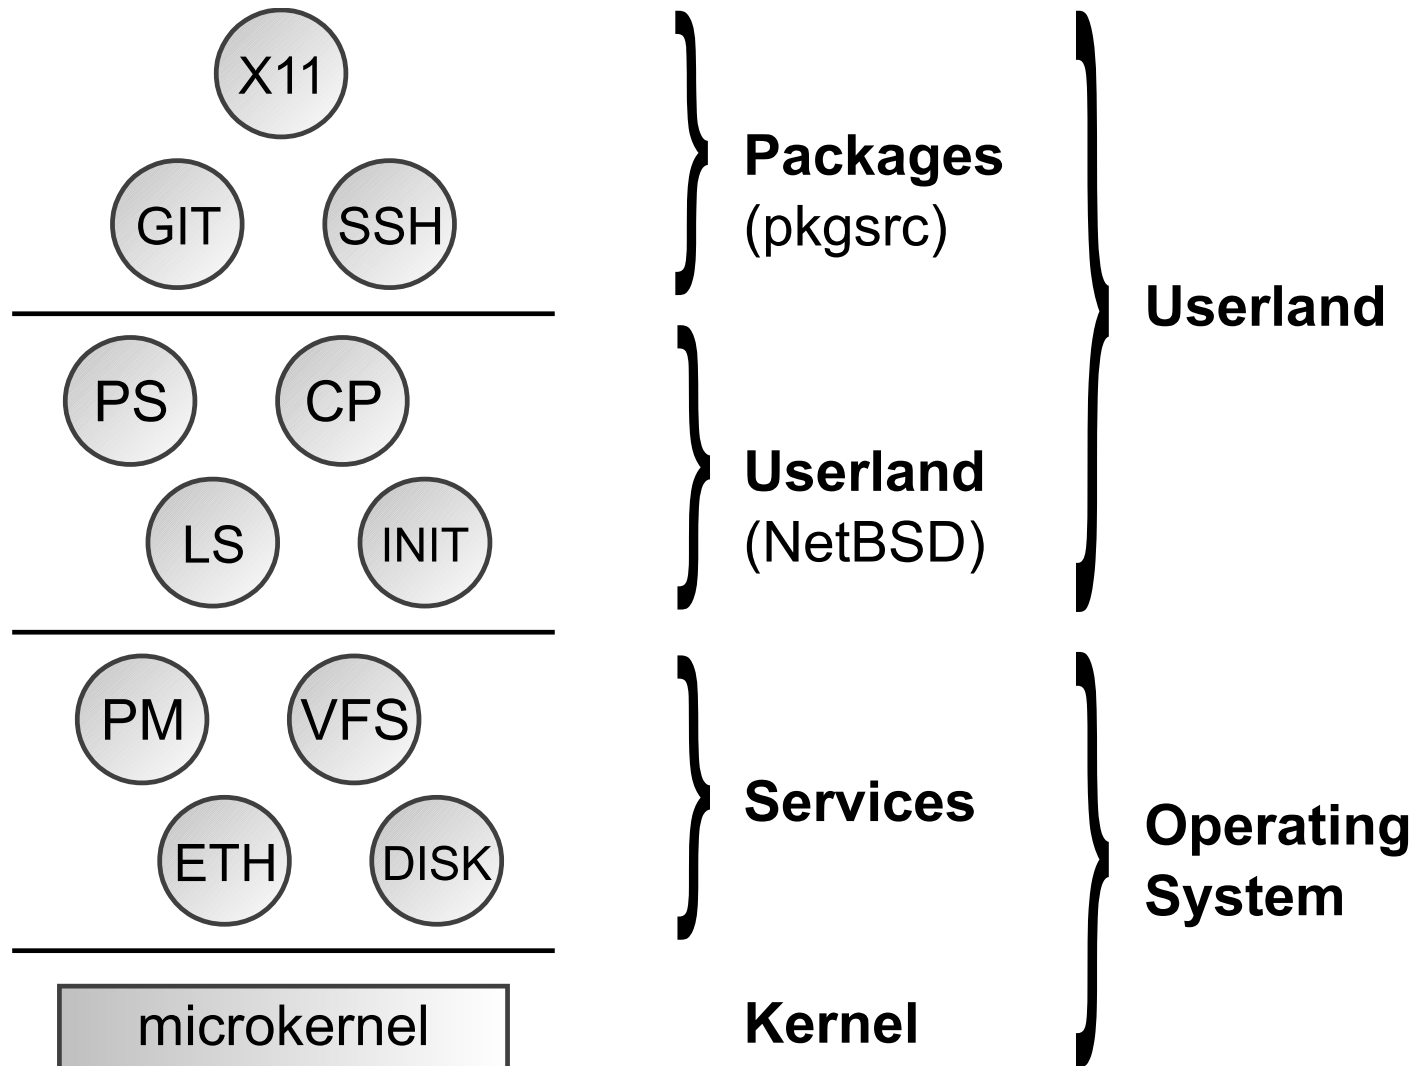 X11
GIT SSH
Packages
(pkgsrc)
Userland
PS CP
LS INIT
Userland
(NetBSD)
PM VFS
ETH DISK
Services
Operating
System
microkernel
Kernel